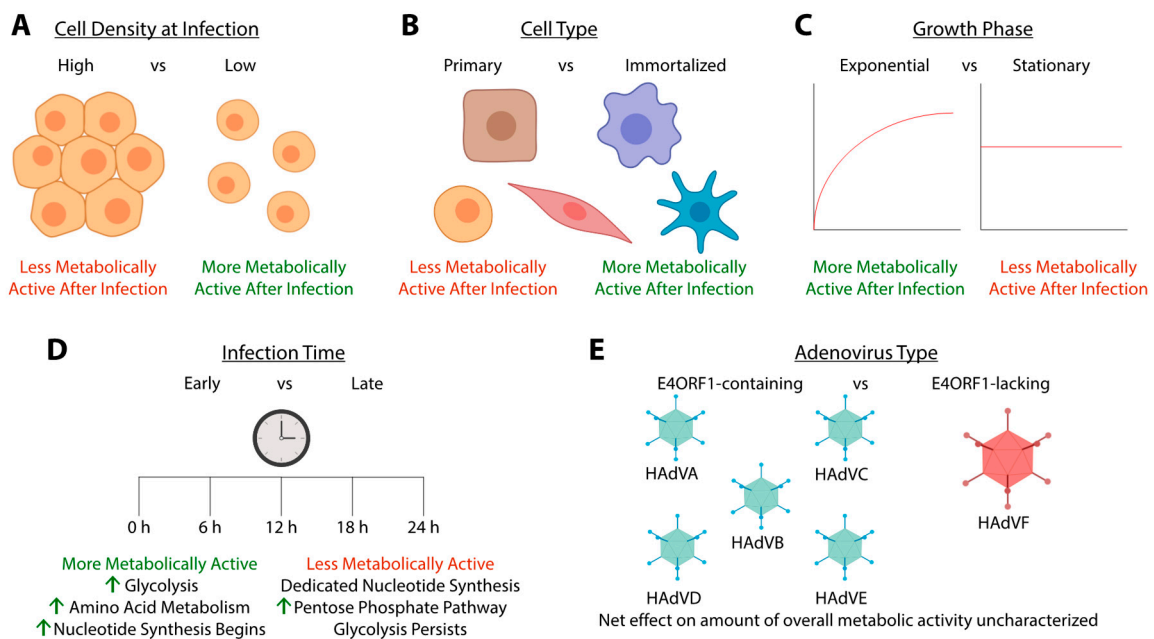 A
Cell Density at Infection
High vs Low
Less Metabolically
Active After Infection
More Metabolically
Active After Infection
B
Cell Type
Primary vs Immortalized
Less Metabolically
Active After Infection
More Metabolically
Active After Infection
C
Growth Phase
Exponential vs Stationary
More Metabolically
Active After Infection
Less Metabolically
Active After Infection
D
Infection Time
Early vs Late
0 h 6 h 12 h 18 h 24 h
More Metabolically Active
↑ Glycolysis
↑ Amino Acid Metabolism
↑ Nucleotide Synthesis Begins
Less Metabolically Active
Dedicated Nucleotide Synthesis
↑ Pentose Phosphate Pathway
Glycolysis Persists
E
Adenovirus Type
E4ORF1-containing vs E4ORF1-lacking
HAdVA
HAdVC
HAdVB
HAdVD
HAdVE
HAdVF
Net effect on amount of overall metabolic activity uncharacterized